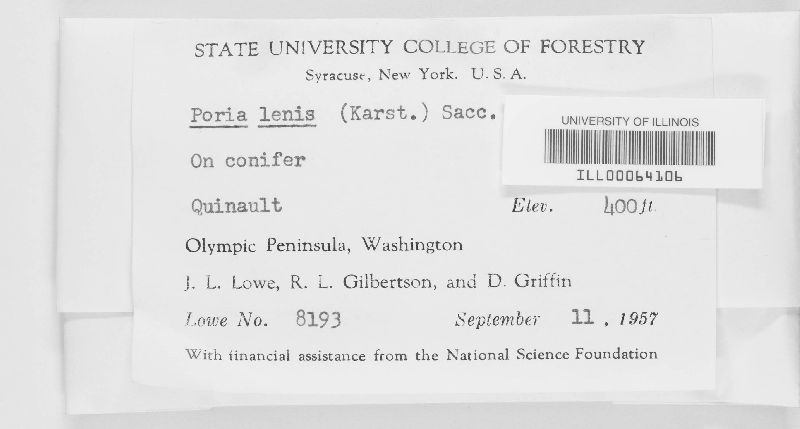 STATE UNIVERSITY COLLEGE OF FORESTRY
Syracuse, New York. U. S. A.
Poria lenis (Karst.) Sacc.
UNIVERSITY OF ILLINOIS
ILL00064106
On conifer
Quinault Elev. 400ft.
Olympic Peninsula, Washington
J. L. Lowe, R. L. Gilbertson, and D. Griffin
Lowe No. 8193 September 11, 1957
With financial assistance from the National Science Foundation